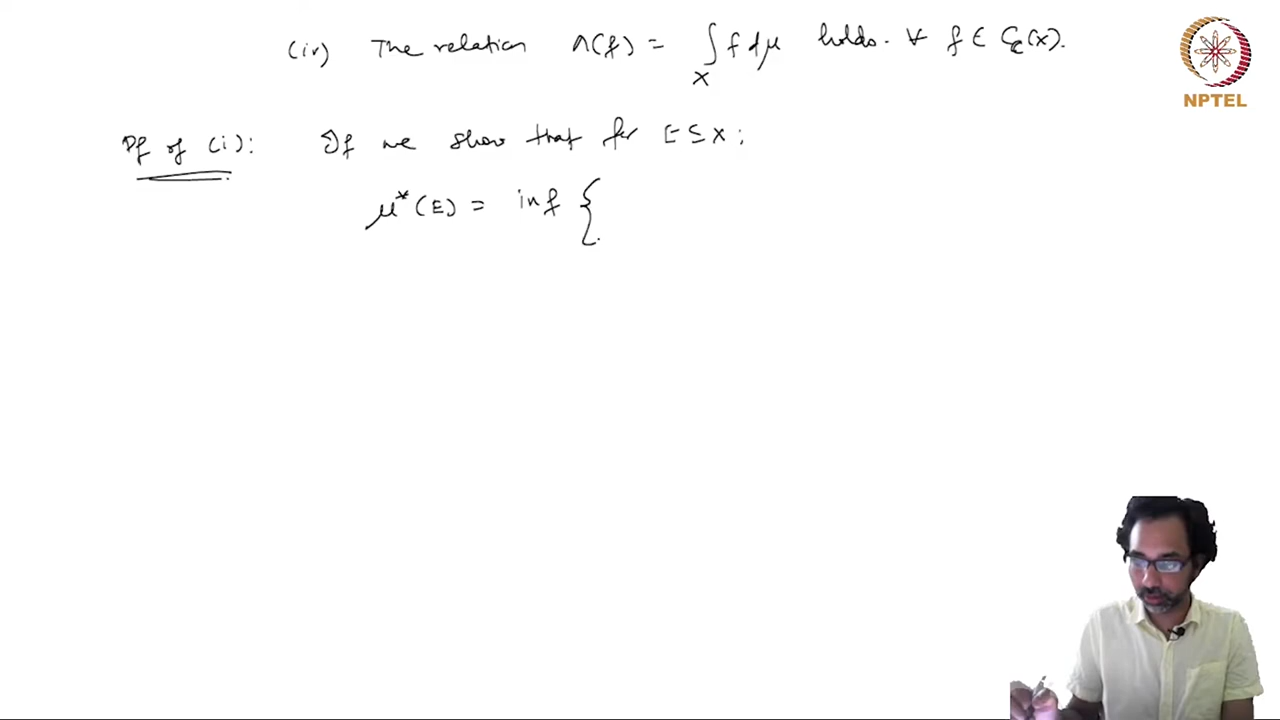 (iv) The relation Λ(f) = ∫_X f dμ holds. ∀ f ∈ C_c(X).
NPTEL
Pf of (i): If we show that for E ⊆ X;
μ*(E) = inf {